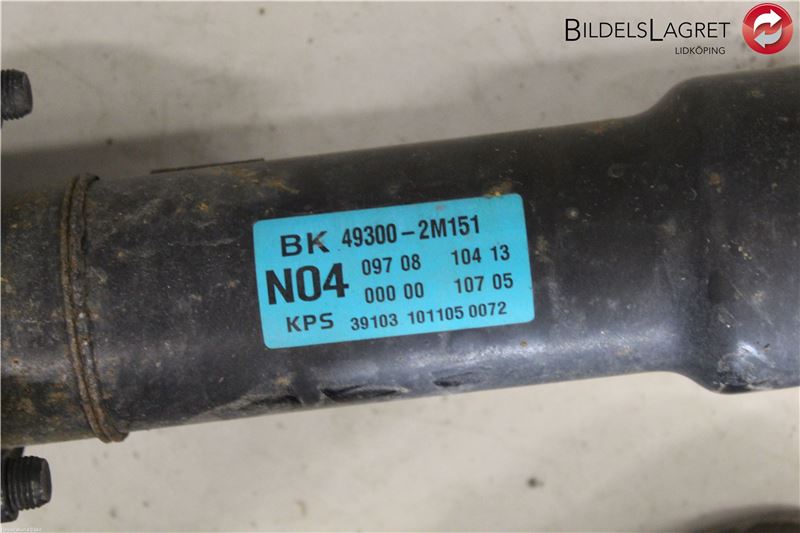 BILDELSLAGRET
LIDKÖPING
BK 49300-2M151
N04
097 08 104 13
000 00 107 05
KPS 39103 101105 0072